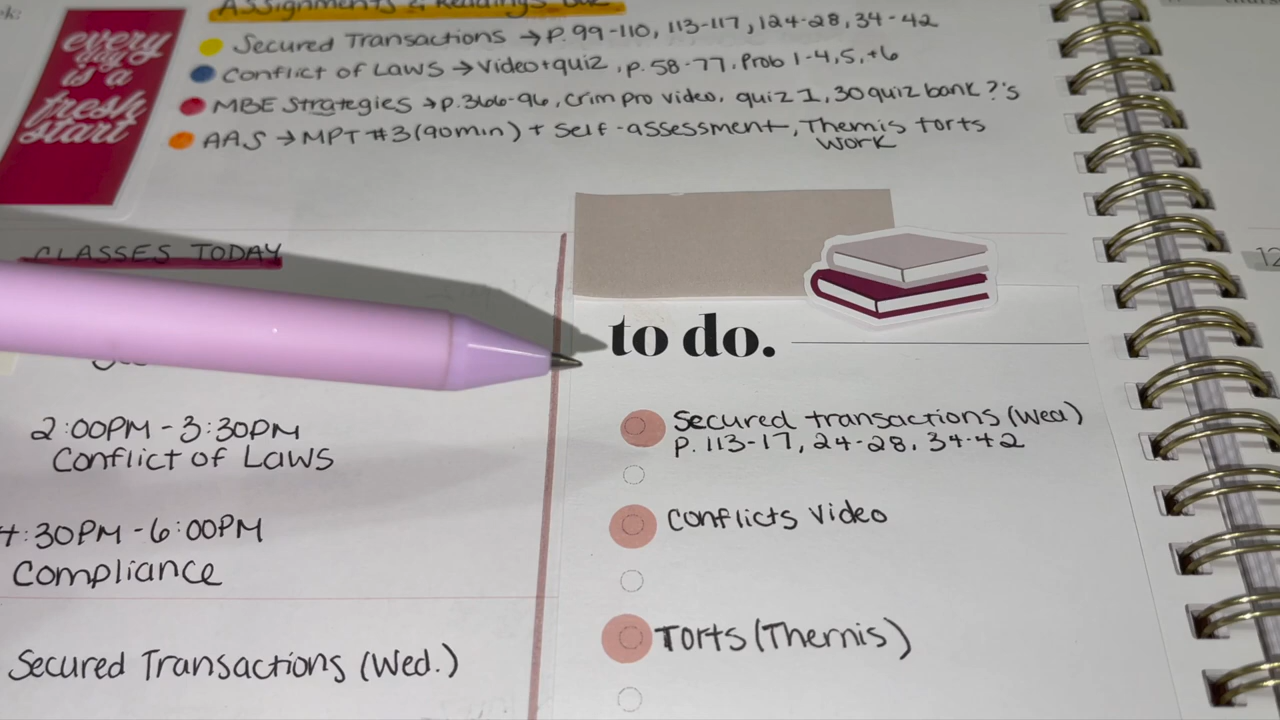 Assignments & Readings Due
every
day
is a
fresh
start
Secured Transactions → p. 99-110, 113-117, 124-28, 34-42
Conflict of Laws → Video+quiz, p. 58-77, Prob 1-4, 5, +6
MBE Strategies → p.366-96, Crim Pro video, quiz 1, 30 quiz bank ?'s
AAS → MPT #3 (90min) + Self-assessment, Themis torts
work
CLASSES TODAY
2:00PM - 3:30PM
Conflict of Laws
4:30PM - 6:00PM
Compliance
Secured Transactions (Wed.)
to do.
Secured transactions (Wed)
p. 113-17, 24-28, 34-42
Conflicts Video
Torts (Themis)
12